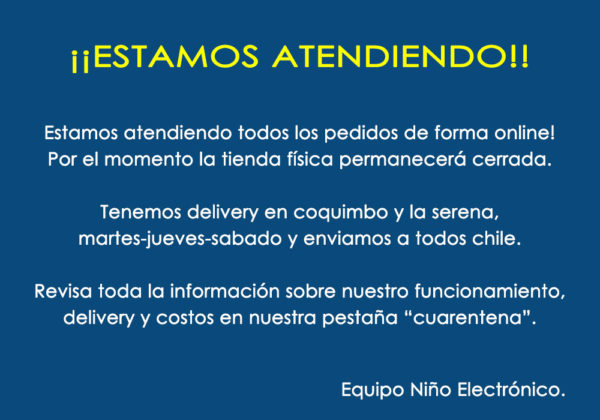 ¡¡ESTAMOS ATENDIENDO!!
Estamos atendiendo todos los pedidos de forma online!
Por el momento la tienda física permanecerá cerrada.
Tenemos delivery en coquimbo y la serena,
martes-jueves-sabado y enviamos a todos chile.
Revisa toda la información sobre nuestro funcionamiento,
delivery y costos en nuestra pestaña “cuarentena”.
Equipo Niño Electrónico.